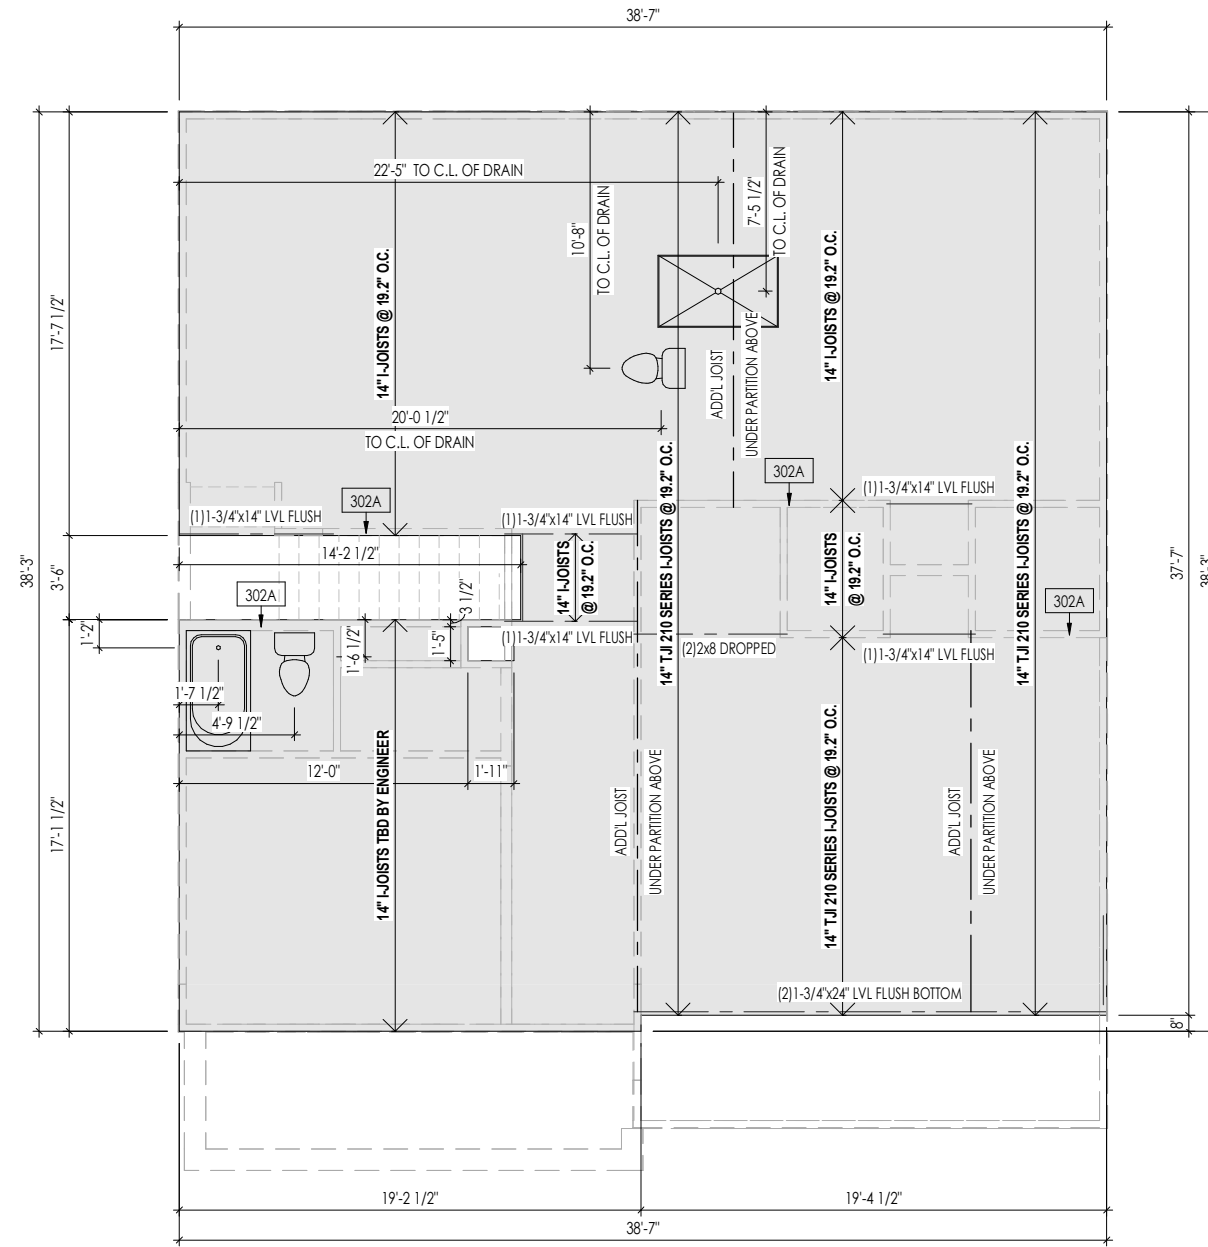 38'-7"
22'-5" TO C.L. OF DRAIN
10'-8"
TO C.L. OF DRAIN
7'-5 1/2"
TO C.L. OF DRAIN
17'-7 1/2"
14" I-JOISTS @ 19.2" O.C.
14" I-JOISTS @ 19.2" O.C.
ADD'L JOIST
UNDER PARTITION ABOVE
20'-0 1/2"
TO C.L. OF DRAIN
14" TJI 210 SERIES I-JOISTS @ 19.2" O.C.
14" TJI 210 SERIES I-JOISTS @ 19.2" O.C.
302A
302A
(1)1-3/4"x14" LVL FLUSH
(1)1-3/4"x14" LVL FLUSH
(1)1-3/4"x14" LVL FLUSH
14'-2 1/2"
14" I-JOISTS
@ 19.2" O.C.
14" I-JOISTS
@ 19.2" O.C.
38'-3"
3'-6"
37'-7"
38'-3"
302A
302A
3 1/2"
1'-2"
1'-6 1/2"
1'-5"
(1)1-3/4"x14" LVL FLUSH
(2)2x8 DROPPED
(1)1-3/4"x14" LVL FLUSH
1'-7 1/2"
4'-9 1/2"
12'-0"
1'-11"
17'-1 1/2"
14" I-JOISTS TBD BY ENGINEER
ADD'L JOIST
UNDER PARTITION ABOVE
14" TJI 210 SERIES I-JOISTS @ 19.2" O.C.
ADD'L JOIST
UNDER PARTITION ABOVE
(2)1-3/4"x24" LVL FLUSH BOTTOM
8"
19'-2 1/2"
19'-4 1/2"
38'-7"